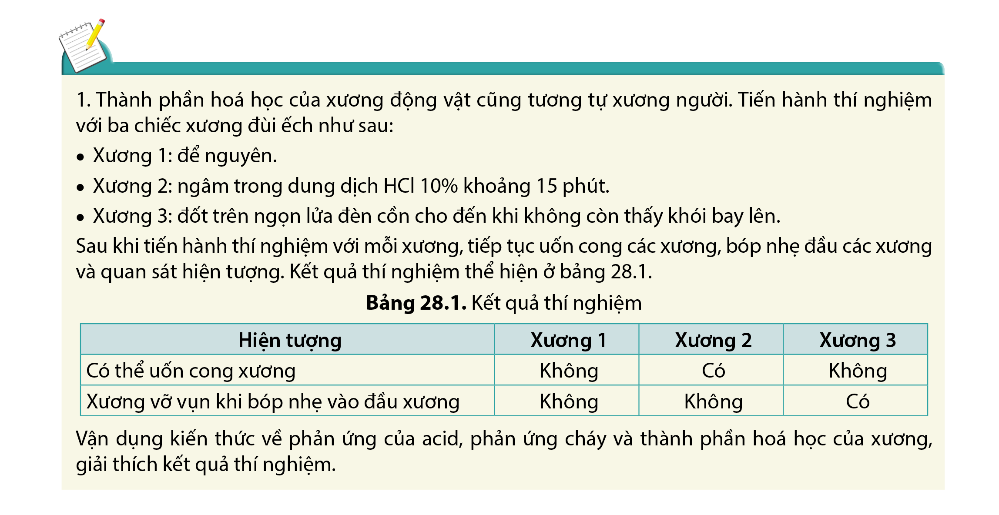 1. Thành phần hoá học của xương động vật cũng tương tự xương người. Tiến hành thí nghiệm
với ba chiếc xương đùi ếch như sau:
• Xương 1: để nguyên.
• Xương 2: ngâm trong dung dịch HCl 10% khoảng 15 phút.
• Xương 3: đốt trên ngọn lửa đèn cồn cho đến khi không còn thấy khói bay lên.
Sau khi tiến hành thí nghiệm với mỗi xương, tiếp tục uốn cong các xương, bóp nhẹ đầu các xương
và quan sát hiện tượng. Kết quả thí nghiệm thể hiện ở bảng 28.1.
Bảng 28.1. Kết quả thí nghiệm
Hiện tượng Xương 1 Xương 2 Xương 3
Có thể uốn cong xương Không Có Không
Xương vỡ vụn khi bóp nhẹ vào đầu xương Không Không Có
Vận dụng kiến thức về phản ứng của acid, phản ứng cháy và thành phần hoá học của xương,
giải thích kết quả thí nghiệm.